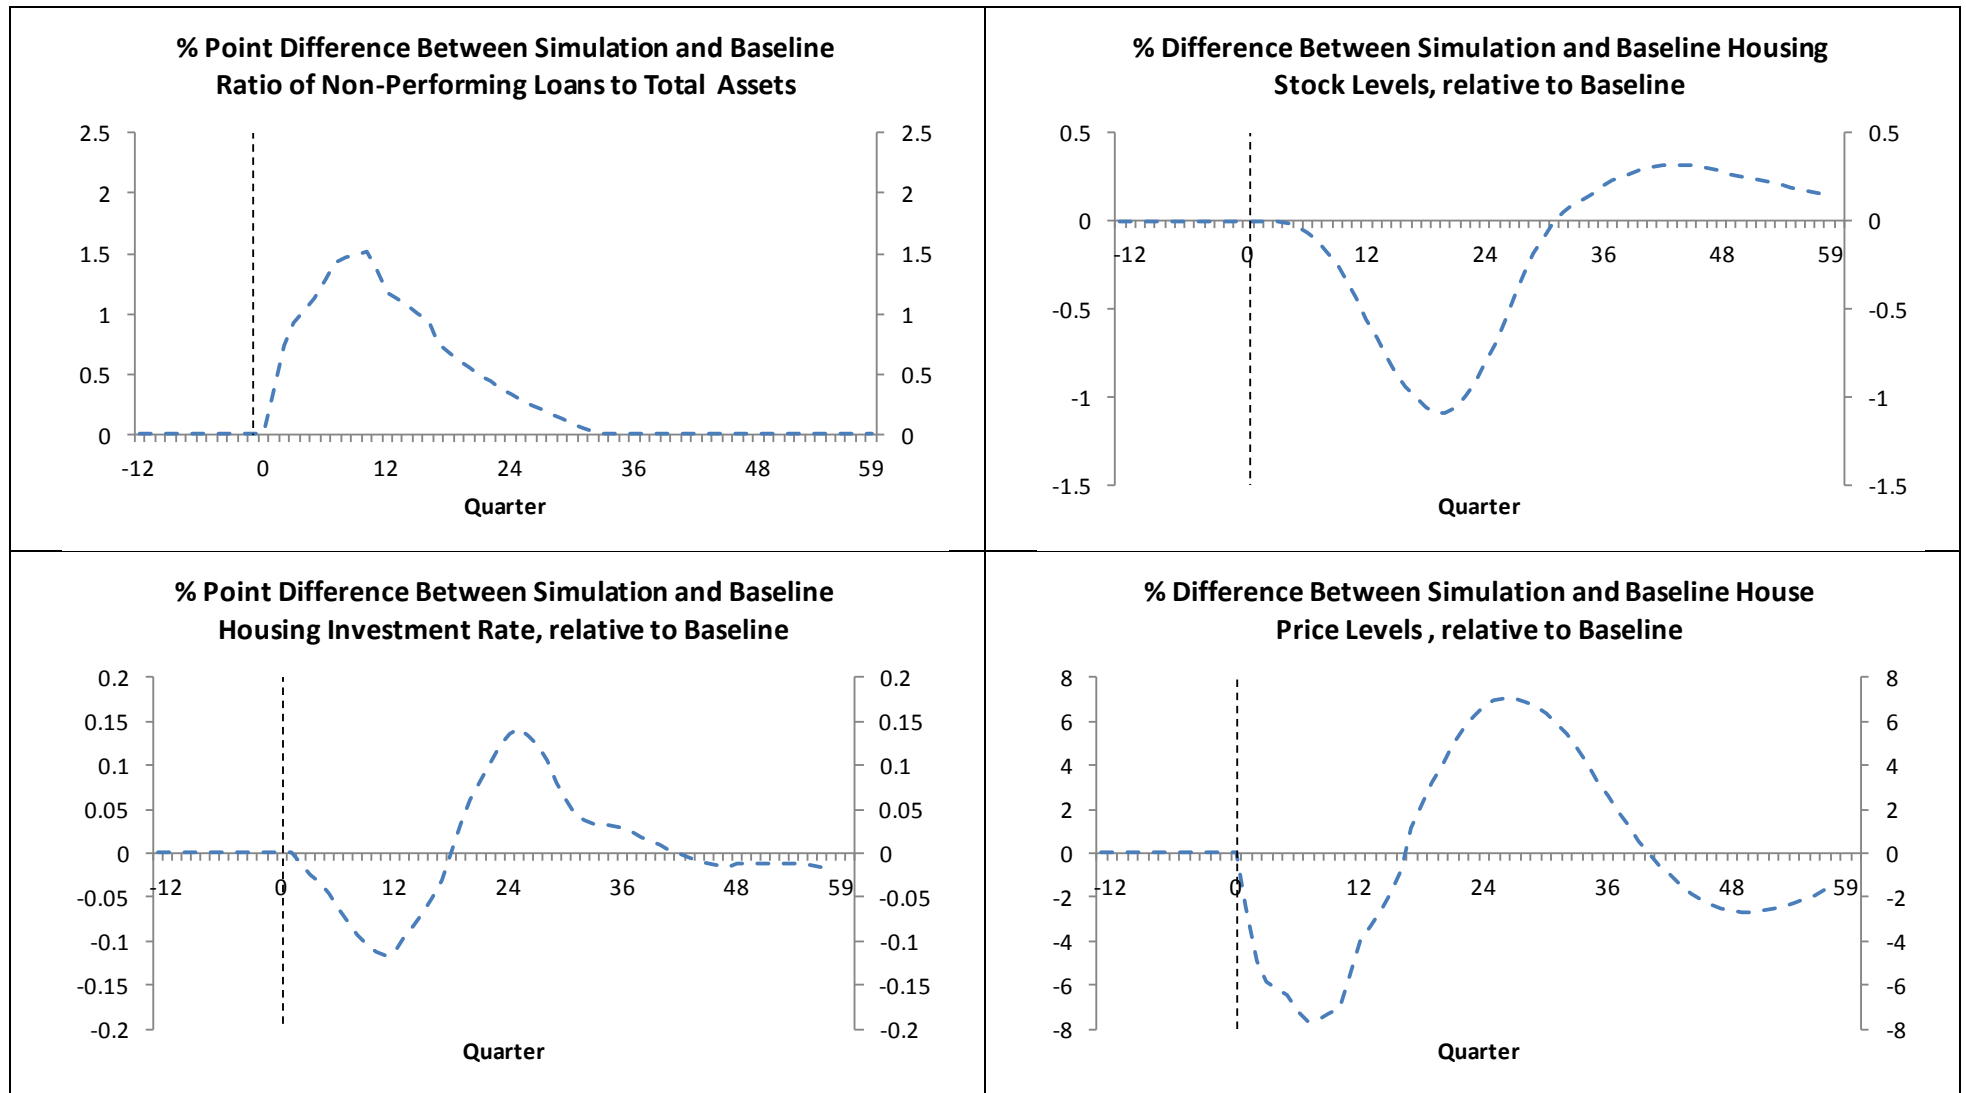 % Point Difference Between Simulation and Baseline
Ratio of Non-Performing Loans to Total Assets
2.5 2.5
2 2
1.5 1.5
1 1
0.5 0.5
0 0
-12 0 12 24 36 48 59
Quarter
% Difference Between Simulation and Baseline Housing
Stock Levels, relative to Baseline
0.5 0.5
0 0
-12 0 12 24 36 48 59
-0.5 -0.5
-1 -1
-1.5 -1.5
Quarter
% Point Difference Between Simulation and Baseline
Housing Investment Rate, relative to Baseline
0.2 0.2
0.15 0.15
0.1 0.1
0.05 0.05
0 0
-12 0 12 24 36 48 59
-0.05 -0.05
-0.1 -0.1
-0.15 -0.15
-0.2 -0.2
Quarter
% Difference Between Simulation and Baseline House
Price Levels , relative to Baseline
8 8
6 6
4 4
2 2
0 0
-12 0 12 24 36 48 59
-2 -2
-4 -4
-6 -6
-8 -8
Quarter